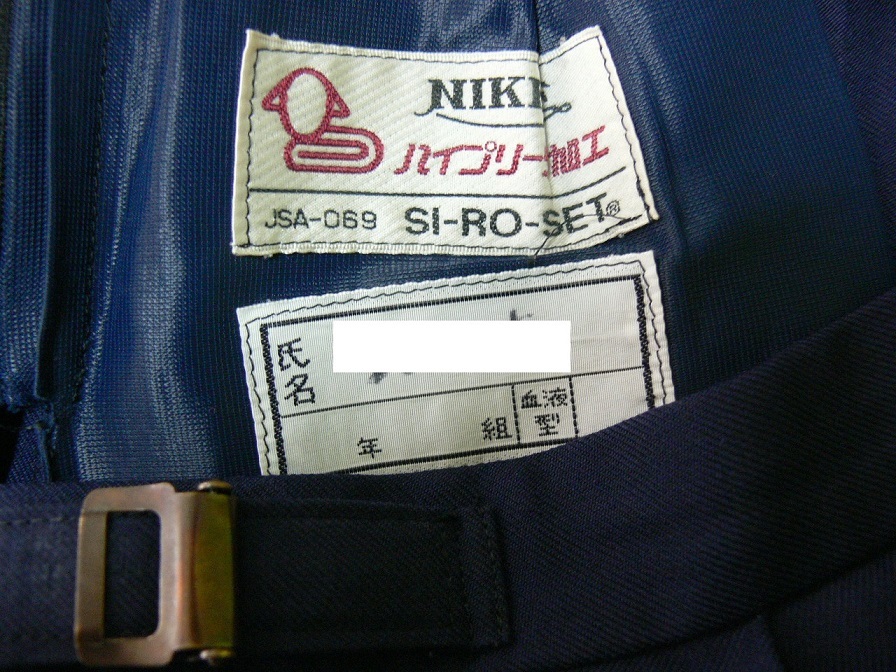 NIKKE
ハイプリーツ加工
JSA-069 SI-RO-SET®
氏名
年 組 血液型